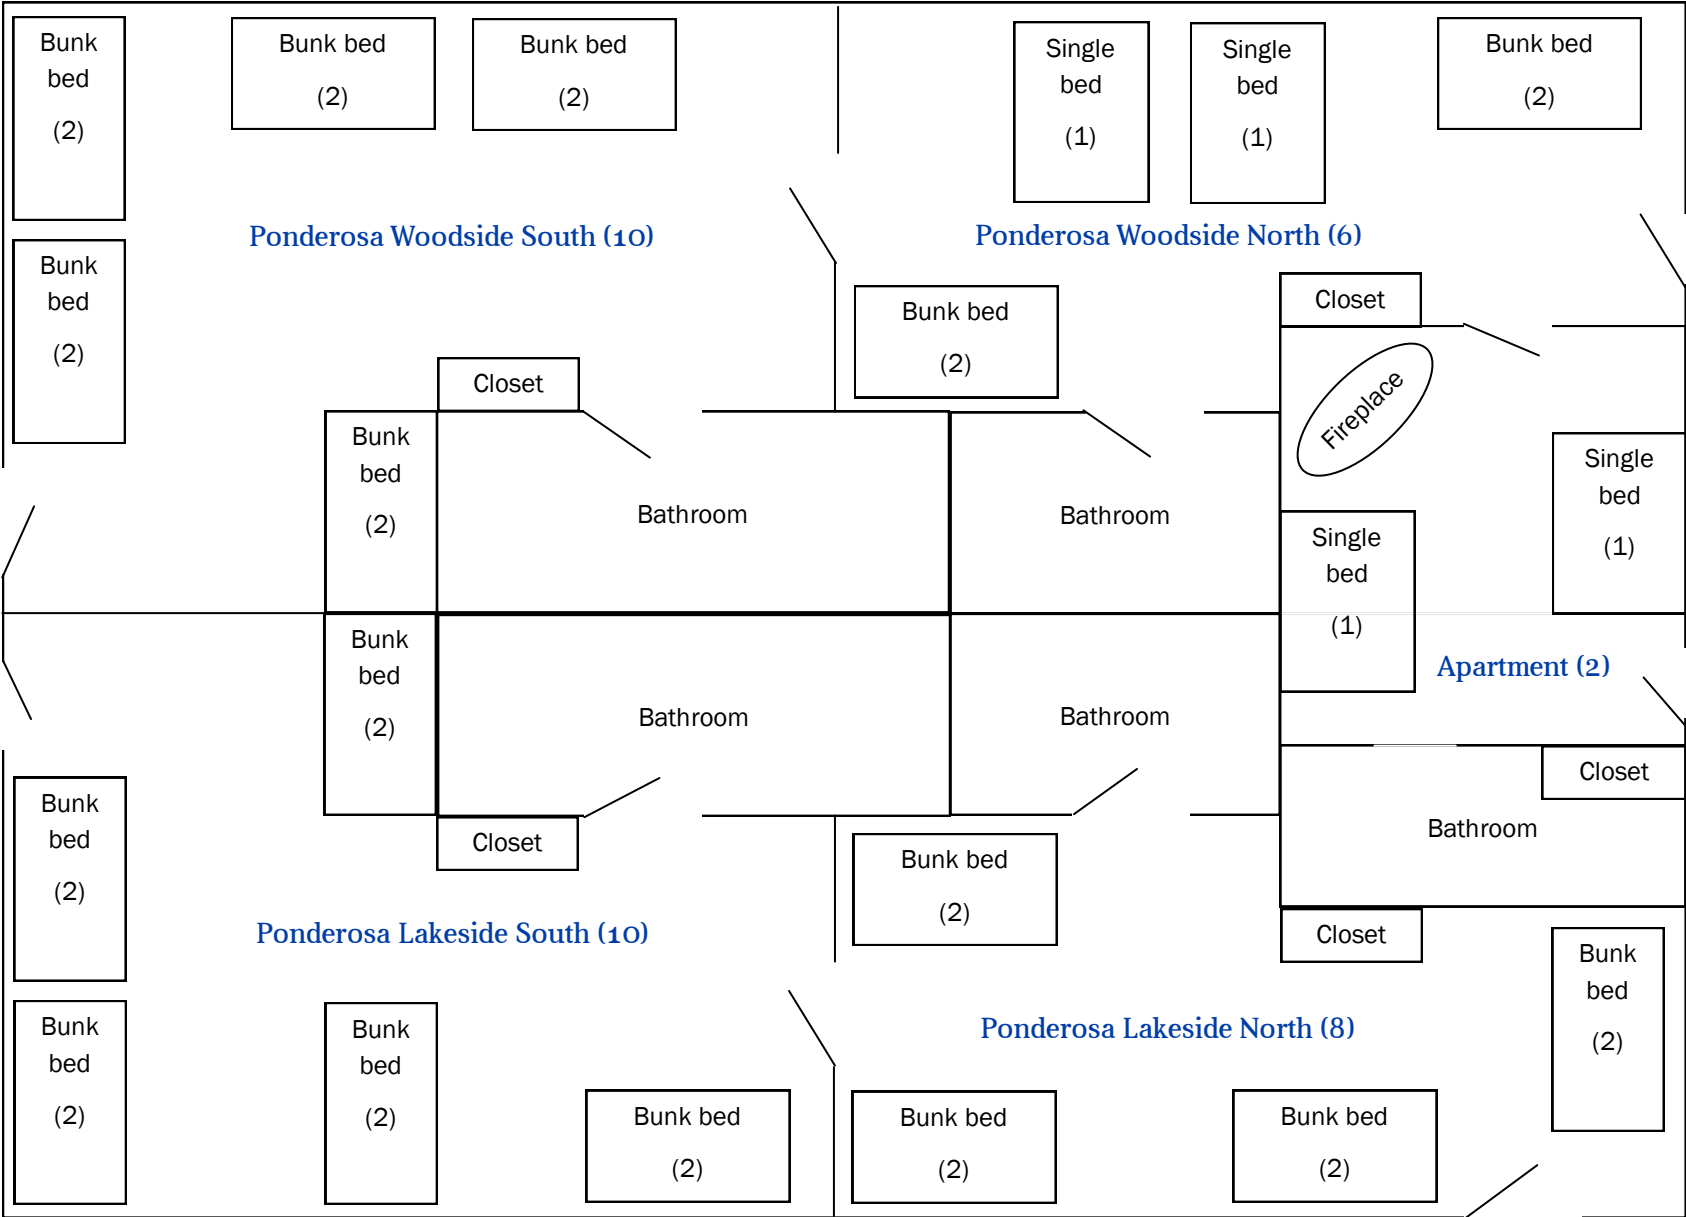 Bunk
bed
(2)
Bunk bed
(2)
Bunk bed
(2)
Single
bed
(1)
Single
bed
(1)
Bunk bed
(2)
Ponderosa Woodside South (10)
Ponderosa Woodside North (6)
Bunk
bed
(2)
Bunk bed
(2)
Closet
Closet
Fireplace
Bunk
bed
(2)
Bathroom
Bathroom
Single
bed
(1)
Single
bed
(1)
Bunk
bed
(2)
Bathroom
Bathroom
Apartment (2)
Closet
Bathroom
Bunk
bed
(2)
Closet
Bunk bed
(2)
Closet
Ponderosa Lakeside South (10)
Bunk
bed
(2)
Ponderosa Lakeside North (8)
Bunk
bed
(2)
Bunk
bed
(2)
Bunk bed
(2)
Bunk bed
(2)
Bunk bed
(2)